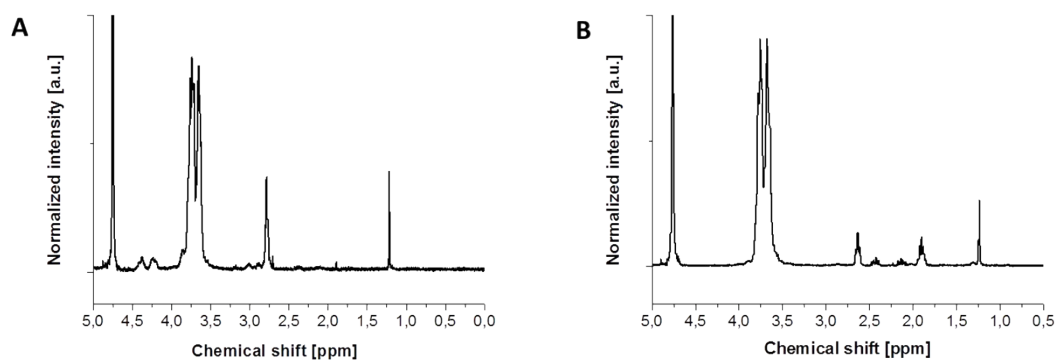 A
Normalized intensity [a.u.]
5,0 4,5 4,0 3,5 3,0 2,5 2,0 1,5 1,0 0,5 0,0
Chemical shift [ppm]
B
Normalized intensity [a.u.]
5,0 4,5 4,0 3,5 3,0 2,5 2,0 1,5 1,0 0,5
Chemical shift [ppm]